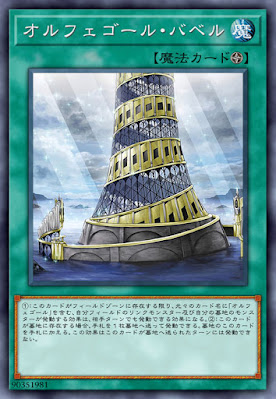 オルフェゴール・バベル
魔
【魔法カード】
①：このカードがフィールドゾーンに存在する限り、元々のカード名に「オルフ
ェゴール」を含む、自分フィールドのリンクモンスター及び自分の墓地のモンス
ターが発動する効果は、相手ターンでも発動できる効果になる。②：このカード
が墓地に存在する場合、手札を１枚墓地へ送って発動できる。墓地のこのカード
を手札に加える。この効果はこのカードが墓地へ送られたターンには発動でき
ない。
90351981